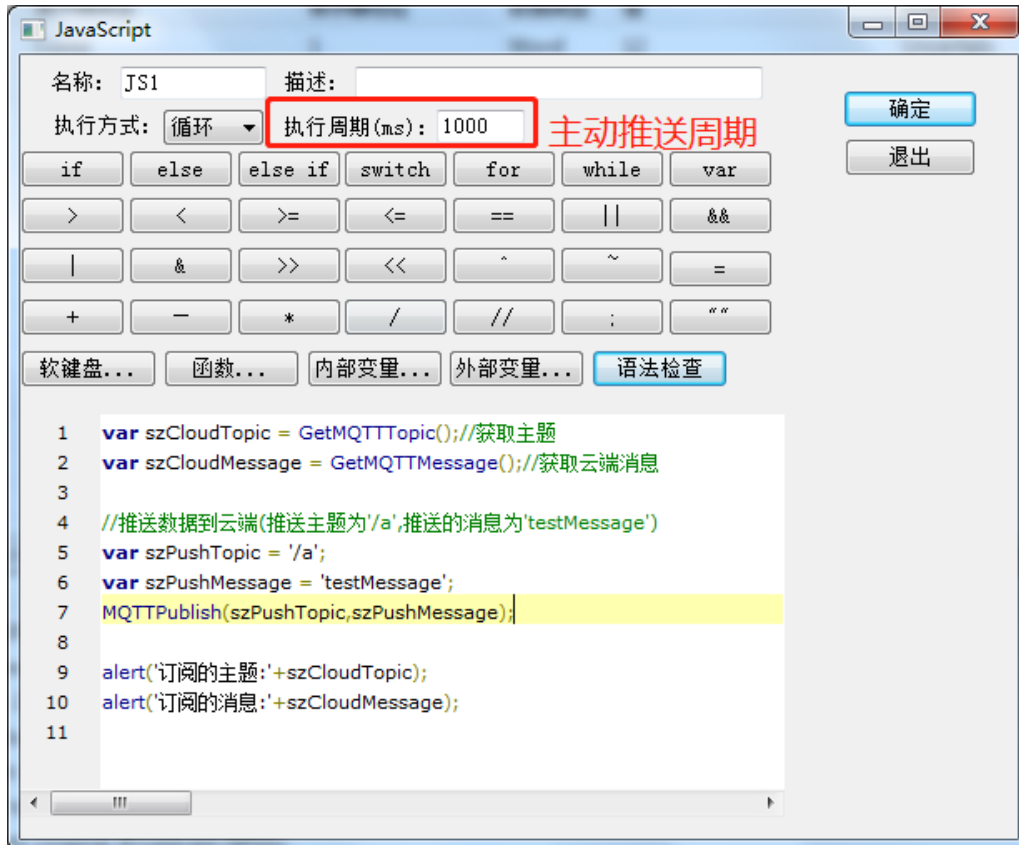 JavaScript
名称: JS1 描述:
执行方式: 循环 执行周期(ms): 1000 主动推送周期
确定
退出
if else else if switch for while var
> < >= <= == || &&
| & >> << ^ ~ =
+ — * / // ; ""
软键盘... 函数... 内部变量... 外部变量... 语法检查
1 var szCloudTopic = GetMQTTTopic();//获取主题
2 var szCloudMessage = GetMQTTMessage();//获取云端消息
3
4 //推送数据到云端(推送主题为'/a',推送的消息为'testMessage')
5 var szPushTopic = '/a';
6 var szPushMessage = 'testMessage';
7 MQTTPublish(szPushTopic,szPushMessage);
8
9 alert('订阅的主题:'+szCloudTopic);
10 alert('订阅的消息:'+szCloudMessage);
11